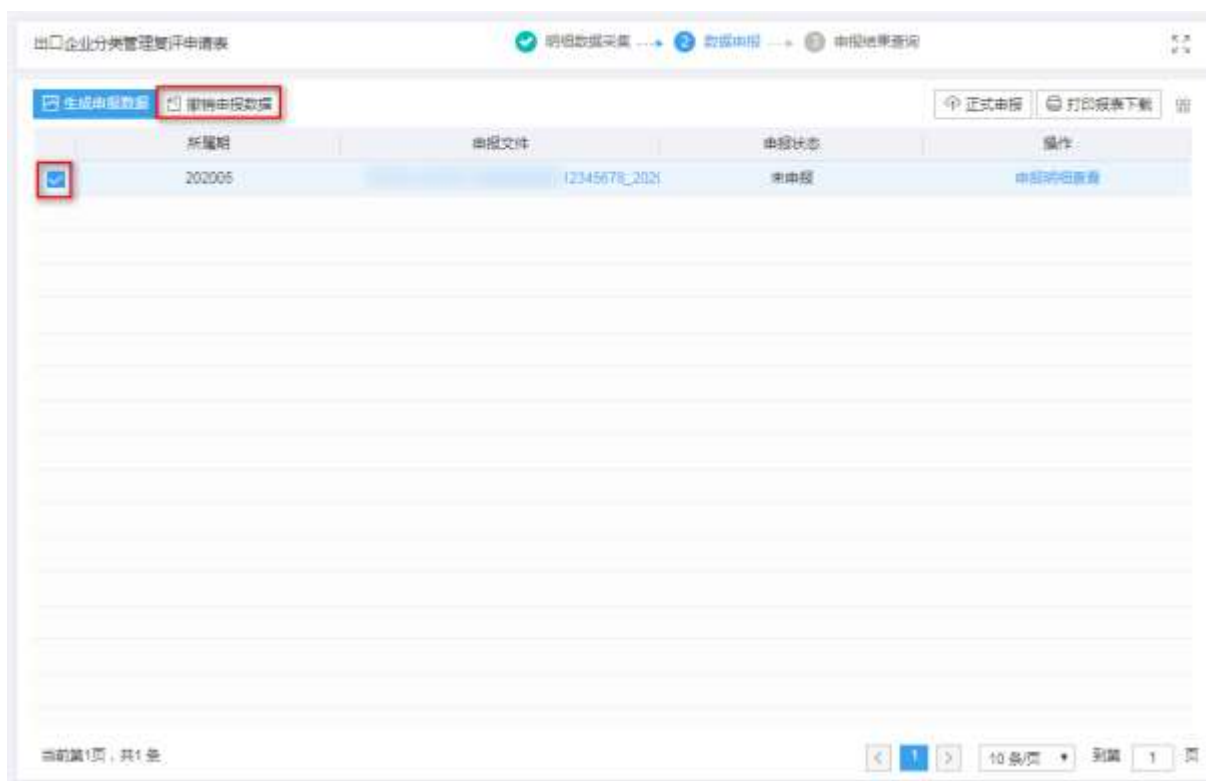 出口企业分类管理复评申请表 明细数据采集 2 数据申报 3 申报结果查询
生成申报数据 撤销申报数据 正式申报 打印报表下载
所属期 申报文件 申报状态 操作
202005 12345678_202 未申报 申报明细查看
当前第1页，共1 条 < 1 > 10 条/页 到第 1 页